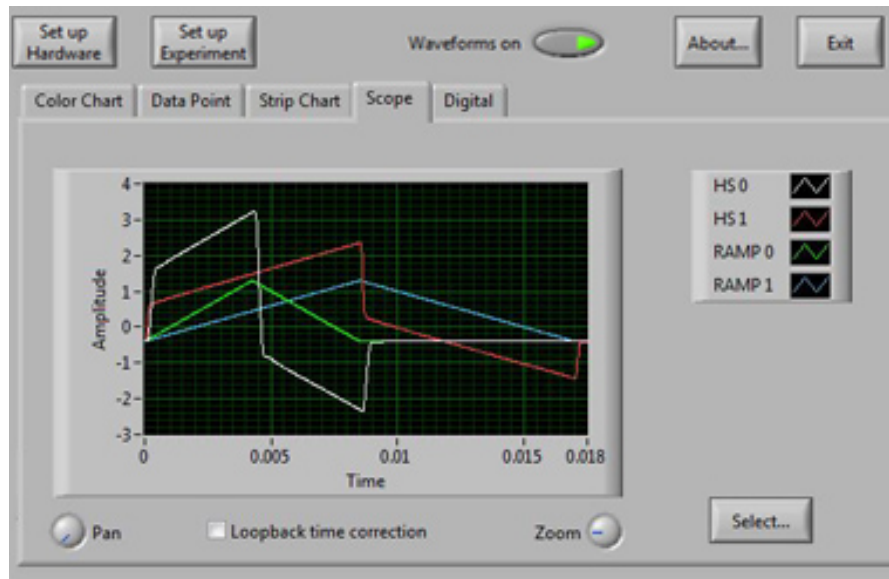 Set up
Hardware
Set up
Experiment
Waveforms on
About...
Exit
Color Chart
Data Point
Strip Chart
Scope
Digital
4
3
2
1
0
-1
-2
-3
Amplitude
0
0.005
0.01
0.015
0.018
Time
HS 0
HS 1
RAMP 0
RAMP 1
Pan
Loopback time correction
Zoom
Select...